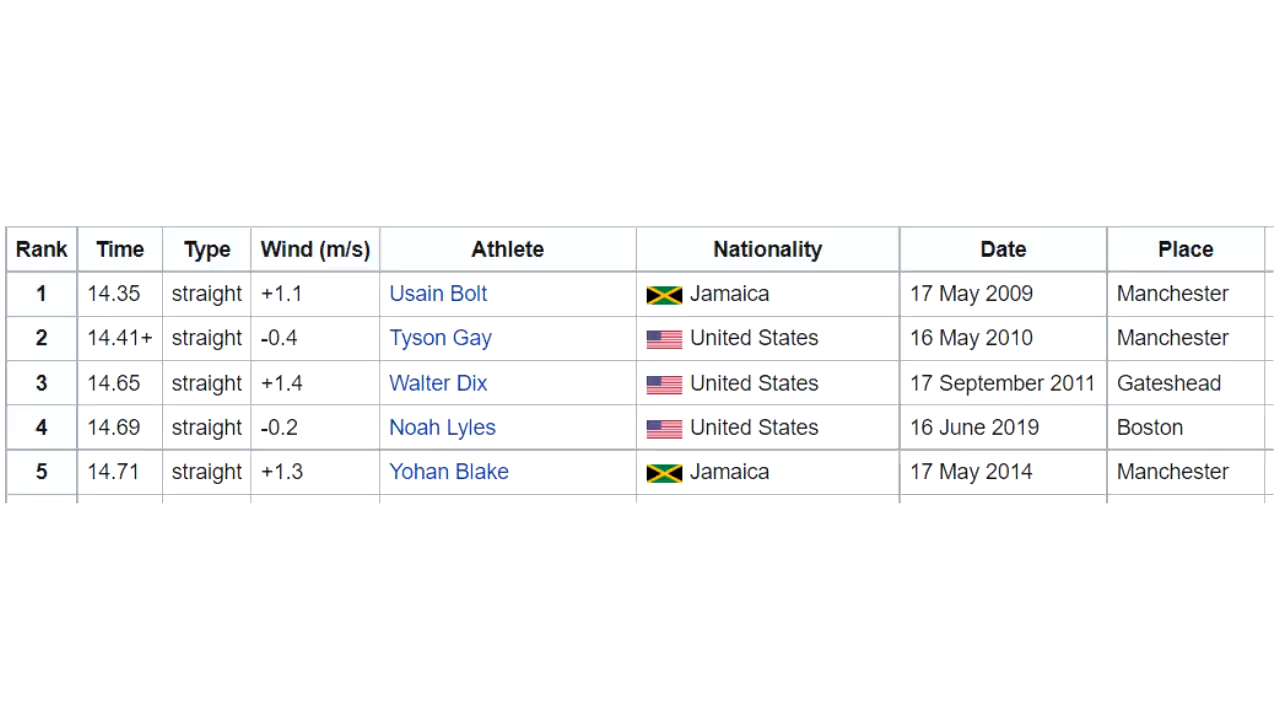 Rank Time Type Wind (m/s) Athlete Nationality Date Place
1 14.35 straight +1.1 Usain Bolt Jamaica 17 May 2009 Manchester
2 14.41+ straight -0.4 Tyson Gay United States 16 May 2010 Manchester
3 14.65 straight +1.4 Walter Dix United States 17 September 2011 Gateshead
4 14.69 straight -0.2 Noah Lyles United States 16 June 2019 Boston
5 14.71 straight +1.3 Yohan Blake Jamaica 17 May 2014 Manchester